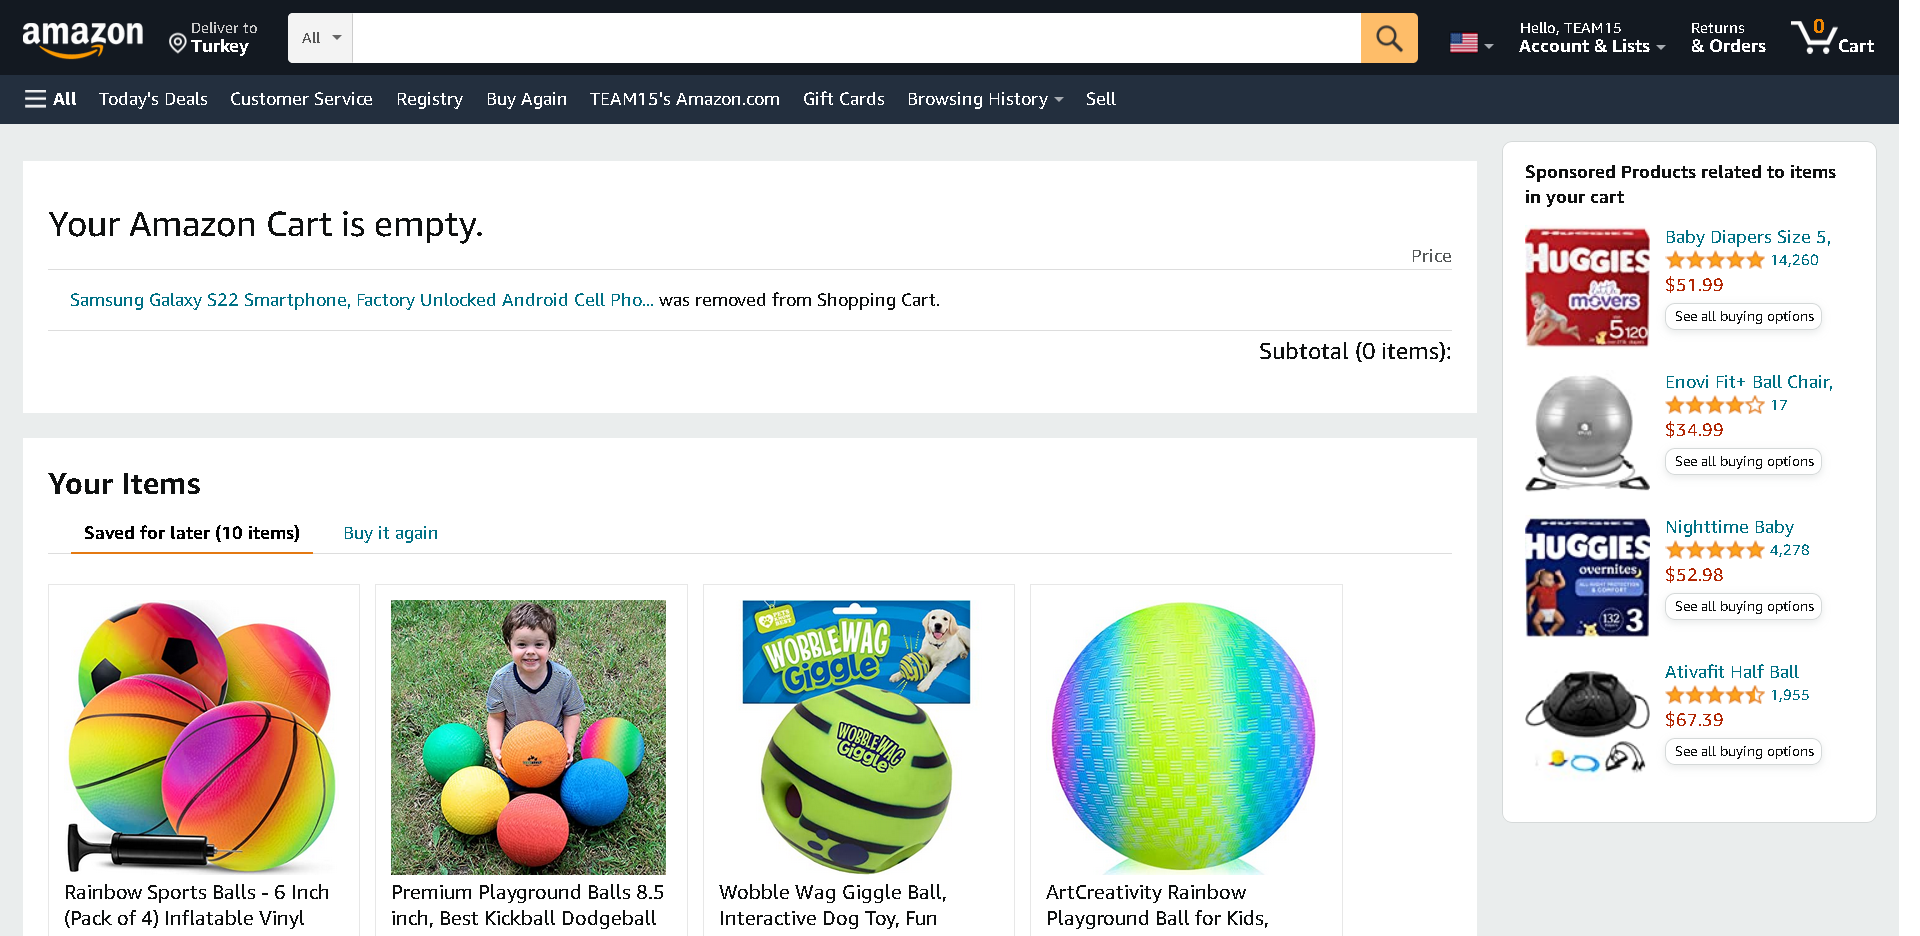 amazon
Deliver to
Turkey
All
Hello, TEAM15
Account & Lists
Returns
& Orders
0
Cart
All
Today's Deals
Customer Service
Registry
Buy Again
TEAM15's Amazon.com
Gift Cards
Browsing History
Sell
Your Amazon Cart is empty.
Price
Samsung Galaxy S22 Smartphone, Factory Unlocked Android Cell Pho... was removed from Shopping Cart.
Subtotal (0 items):
Your Items
Saved for later (10 items)
Buy it again
WOBBLE WAG
Giggle
WOBBLE WAG
Giggle
Rainbow Sports Balls - 6 Inch
(Pack of 4) Inflatable Vinyl
Premium Playground Balls 8.5
inch, Best Kickball Dodgeball
Wobble Wag Giggle Ball,
Interactive Dog Toy, Fun
ArtCreativity Rainbow
Playground Ball for Kids,
Sponsored Products related to items
in your cart
HUGGIES
little
movers
5 120
Baby Diapers Size 5,
14,260
$51.99
See all buying options
Enovi Fit+ Ball Chair,
17
$34.99
See all buying options
HUGGIES
overnites
132 3
Nighttime Baby
4,278
$52.98
See all buying options
Ativafit Half Ball
1,955
$67.39
See all buying options